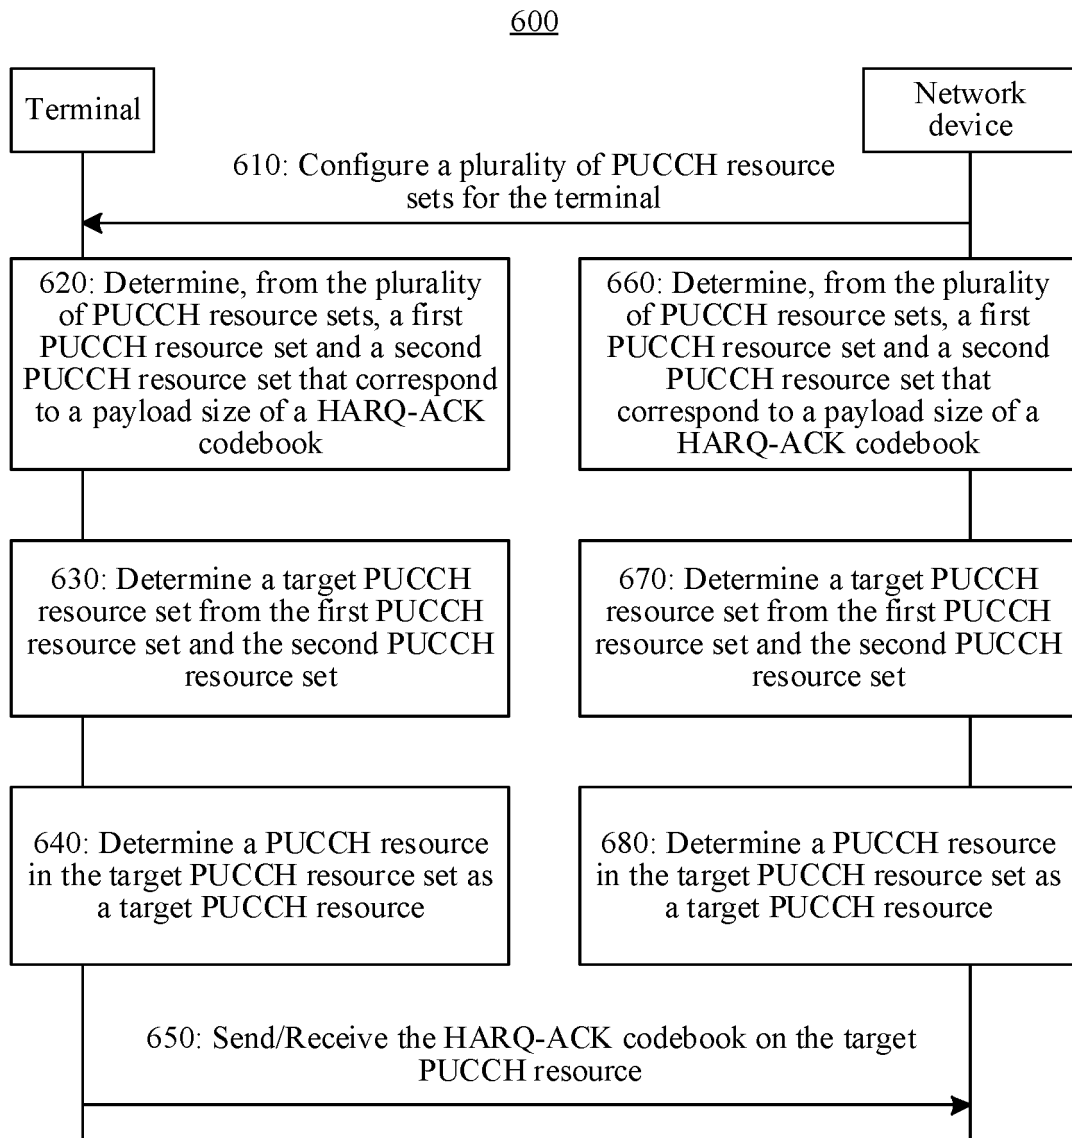 600
Terminal
Network
device
610: Configure a plurality of PUCCH resource
sets for the terminal
620: Determine, from the plurality
of PUCCH resource sets, a first
PUCCH resource set and a second
PUCCH resource set that correspond
to a payload size of a HARQ-ACK
codebook
660: Determine, from the plurality
of PUCCH resource sets, a first
PUCCH resource set and a second
PUCCH resource set that
correspond to a payload size of a
HARQ-ACK codebook
630: Determine a target PUCCH
resource set from the first PUCCH
resource set and the second PUCCH
resource set
670: Determine a target PUCCH
resource set from the first PUCCH
resource set and the second PUCCH
resource set
640: Determine a PUCCH resource
in the target PUCCH resource set as
a target PUCCH resource
680: Determine a PUCCH resource
in the target PUCCH resource set as
a target PUCCH resource
650: Send/Receive the HARQ-ACK codebook on the target
PUCCH resource